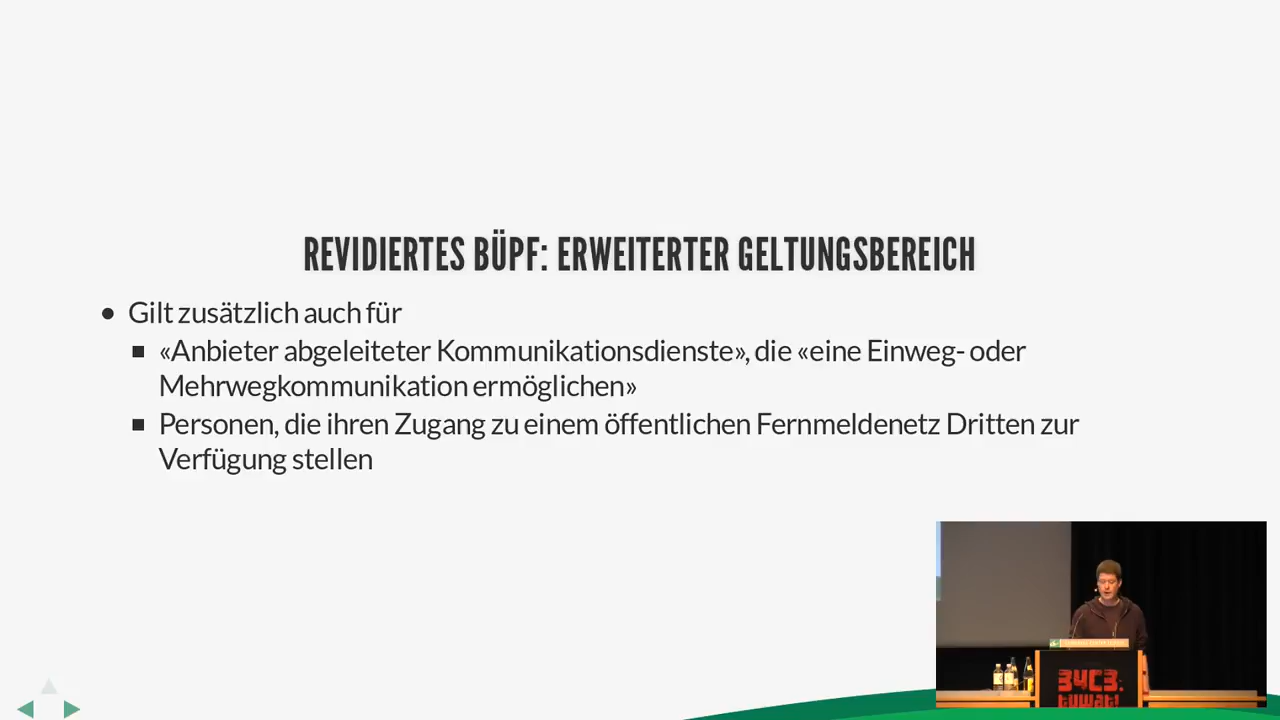 REVIDIERTES BÜPF: ERWEITERTER GELTUNGSBEREICH
Gilt zusätzlich auch für
«Anbieter abgeleiteter Kommunikationsdienste», die «eine Einweg- oder
Mehrwegkommunikation ermöglichen»
Personen, die ihren Zugang zu einem öffentlichen Fernmeldenetz Dritten zur
Verfügung stellen
34C3.
tuwat!